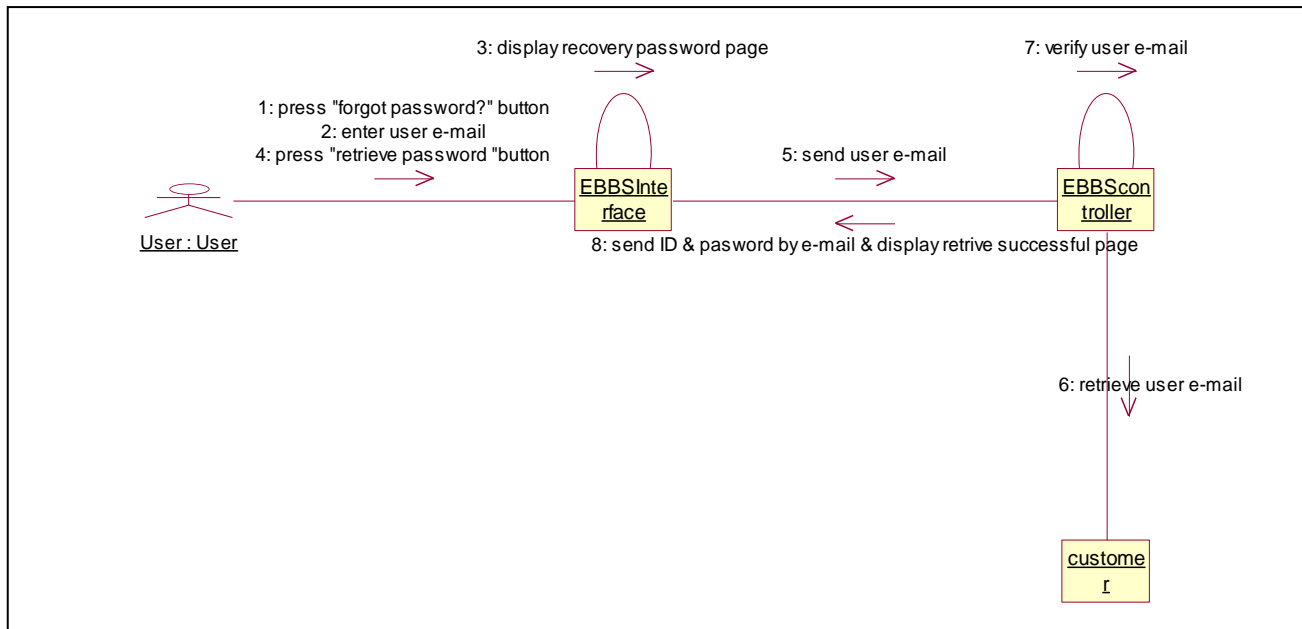 3: display recovery password page
7: verify user e-mail
1: press "forgot password?" button
2: enter user e-mail
4: press "retrieve password "button
5: send user e-mail
EBBSInte
rface
EBBScon
troller
User : User
8: send ID & pasword by e-mail & display retrive successful page
6: retrieve user e-mail
custome
r